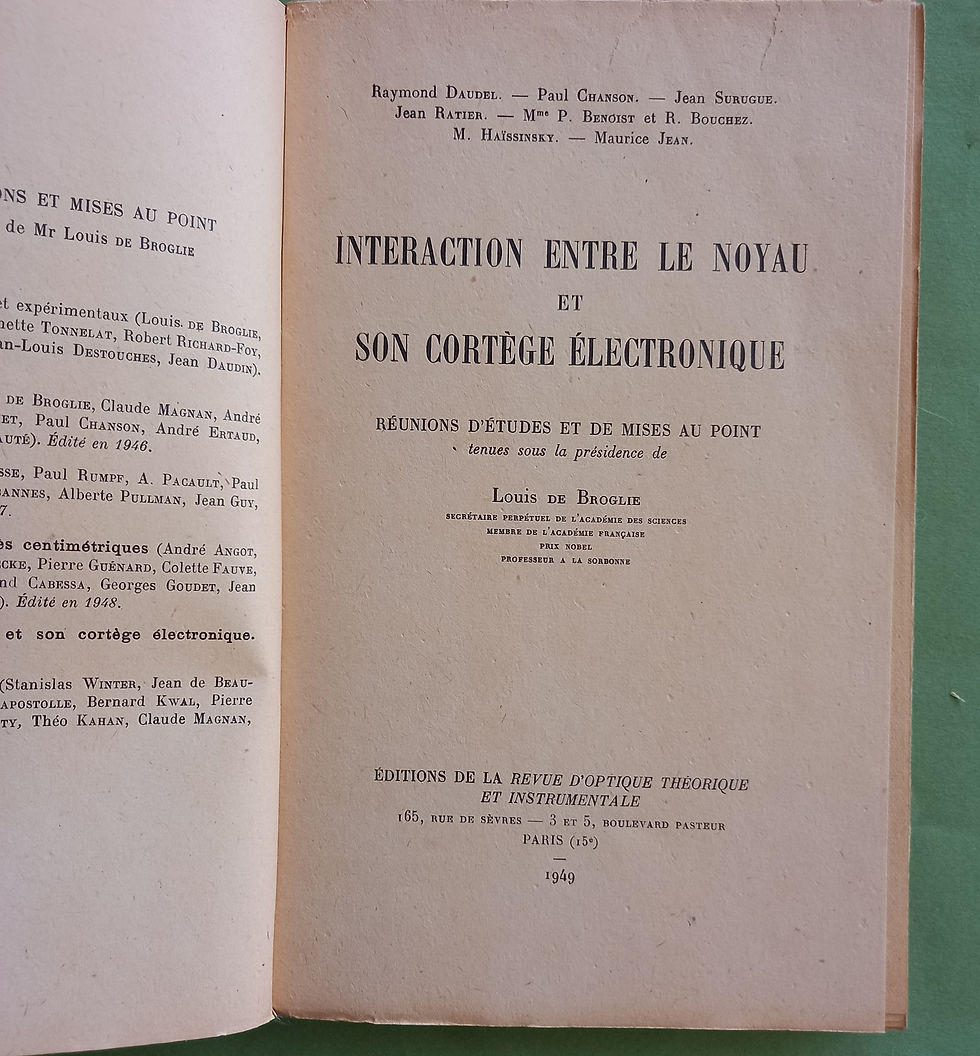 ONS ET MISES AU POINT
de Mr Louis DE BROGLIE
et expérimentaux (Louis DE BROGLIE,
nette TONNELAT, Robert RICHARD-FOY,
an-Louis DESTOUCHES, Jean DAUDIN).
DE BROGLIE, Claude MAGNAN, André
ET, Paul CHANSON, André ERTAUD,
AUTÉ). Édité en 1946.
SSE, Paul RUMPF, A. PACAULT, Paul
BANNES, Alberte PULLMAN, Jean GUY,
7.
ès centimétriques (André ANGOT,
ECKE, Pierre GUÉNARD, Colette FAUVE,
nd CABESSA, Georges GOUDET, Jean
). Édité en 1948.
et son cortège électronique.
(Stanislas WINTER, Jean de BEAU-
APOSTOLLE, Bernard KWAL, Pierre
TY, Théo KAHAN, Claude MAGNAN,
Raymond DAUDEL. — Paul CHANSON. — Jean SURUGUE.
Jean RATIER. — Mme P. BENOIST et R. BOUCHEZ.
M. HAÏSSINSKY. — Maurice JEAN.
INTERACTION ENTRE LE NOYAU
ET
SON CORTÈGE ÉLECTRONIQUE
RÉUNIONS D'ÉTUDES ET DE MISES AU POINT
tenues sous la présidence de
Louis DE BROGLIE
SECRÉTAIRE PERPÉTUEL DE L'ACADÉMIE DES SCIENCES
MEMBRE DE L'ACADÉMIE FRANÇAISE
PRIX NOBEL
PROFESSEUR A LA SORBONNE
ÉDITIONS DE LA REVUE D'OPTIQUE THÉORIQUE
ET INSTRUMENTALE
165, RUE DE SÈVRES — 3 ET 5, BOULEVARD PASTEUR
PARIS (15e)
1949